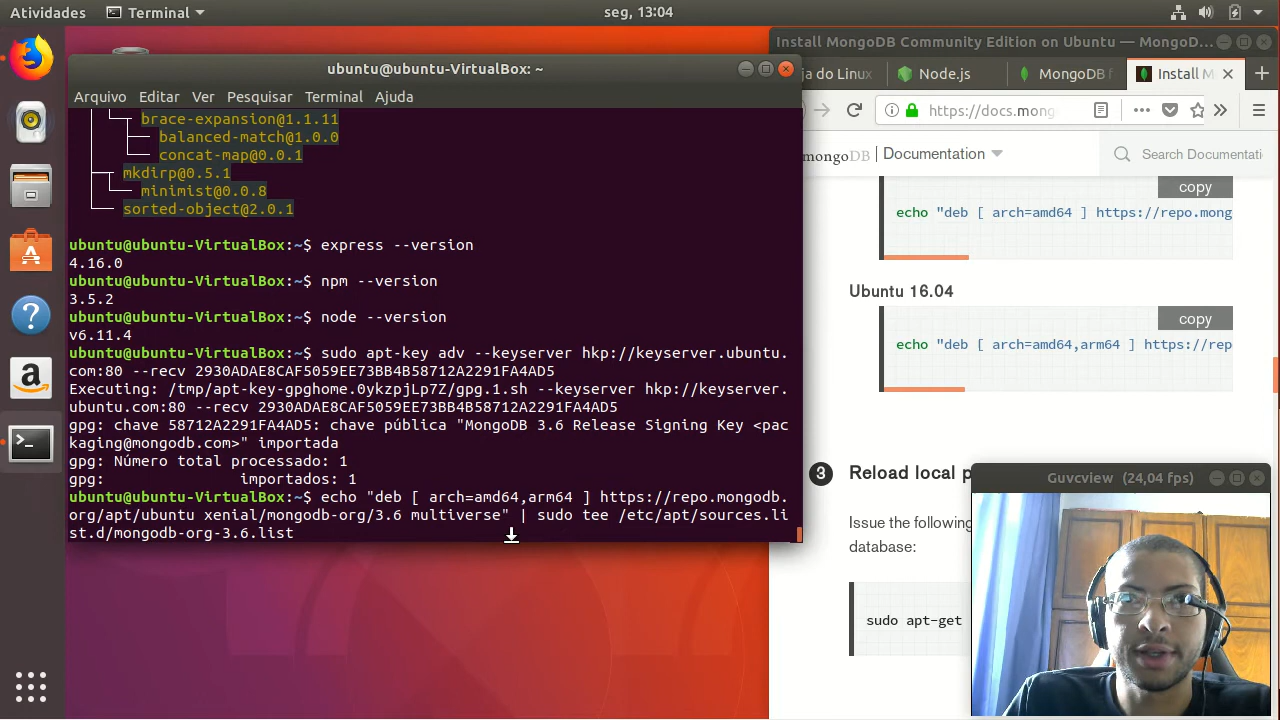 Atividades
Terminal
seg, 13:04
Install MongoDB Community Edition on Ubuntu — MongoD...
ubuntu@ubuntu-VirtualBox: ~
ja do Linux
Node.js
MongoDB f
Install M
Arquivo Editar Ver Pesquisar Terminal Ajuda
https://docs.mong
mongoDB | Documentation
Search Documentati
brace-expansion@1.1.11
balanced-match@1.0.0
concat-map@0.0.1
mkdirp@0.5.1
minimist@0.0.8
sorted-object@2.0.1
ubuntu@ubuntu-VirtualBox:~$ express --version
4.16.0
ubuntu@ubuntu-VirtualBox:~$ npm --version
3.5.2
ubuntu@ubuntu-VirtualBox:~$ node --version
v6.11.4
ubuntu@ubuntu-VirtualBox:~$ sudo apt-key adv --keyserver hkp://keyserver.ubuntu.
com:80 --recv 2930ADAE8CAF5059EE73BB4B58712A2291FA4AD5
Executing: /tmp/apt-key-gpghome.0ykzpjLp7Z/gpg.1.sh --keyserver hkp://keyserver.
ubuntu.com:80 --recv 2930ADAE8CAF5059EE73BB4B58712A2291FA4AD5
gpg: chave 58712A2291FA4AD5: chave pública "MongoDB 3.6 Release Signing Key <pac
kaging@mongodb.com>" importada
gpg: Número total processado: 1
gpg: importados: 1
ubuntu@ubuntu-VirtualBox:~$ echo "deb [ arch=amd64,arm64 ] https://repo.mongodb.
org/apt/ubuntu xenial/mongodb-org/3.6 multiverse" | sudo tee /etc/apt/sources.li
st.d/mongodb-org-3.6.list
copy
echo "deb [ arch=amd64 ] https://repo.mong
Ubuntu 16.04
copy
echo "deb [ arch=amd64,arm64 ] https://rep
3 Reload local p
Issue the following
database:
sudo apt-get
Guvcview (24,04 fps)